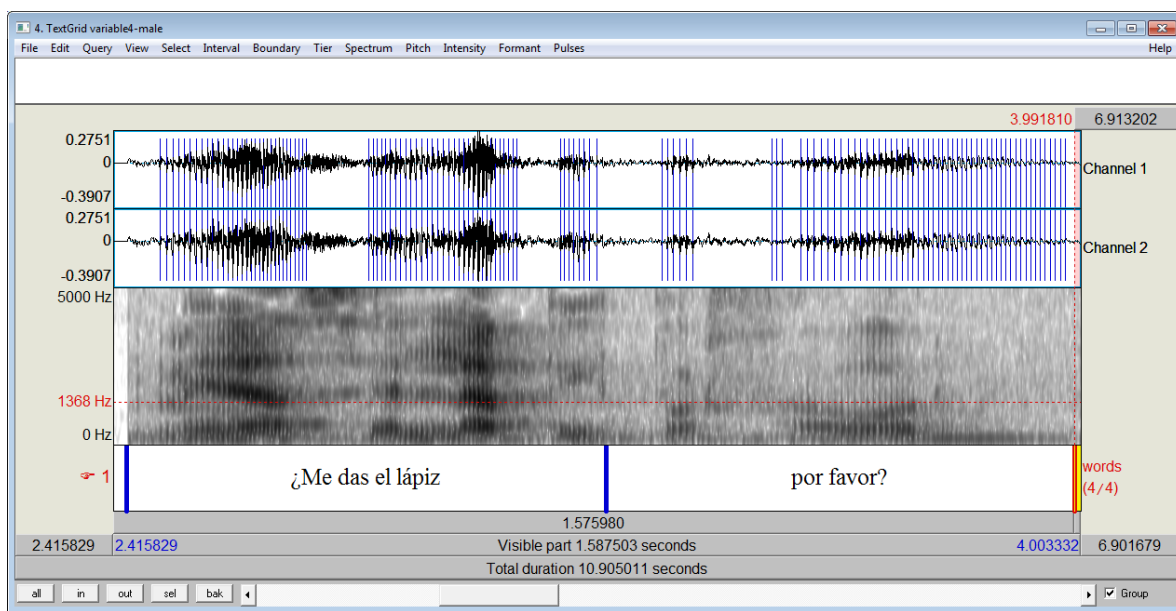 4. TextGrid variable4-male
File Edit Query View Select Interval Boundary Tier Spectrum Pitch Intensity Formant Pulses Help
3.991810 6.913202
0.2751
0
-0.3907
Channel 1
0.2751
0
-0.3907
Channel 2
5000 Hz
1368 Hz
0 Hz
☞ 1 ¿Me das el lápiz por favor? words
(4/4)
1.575980
2.415829 2.415829 Visible part 1.587503 seconds 4.003332 6.901679
Total duration 10.905011 seconds
all in out sel bak Group